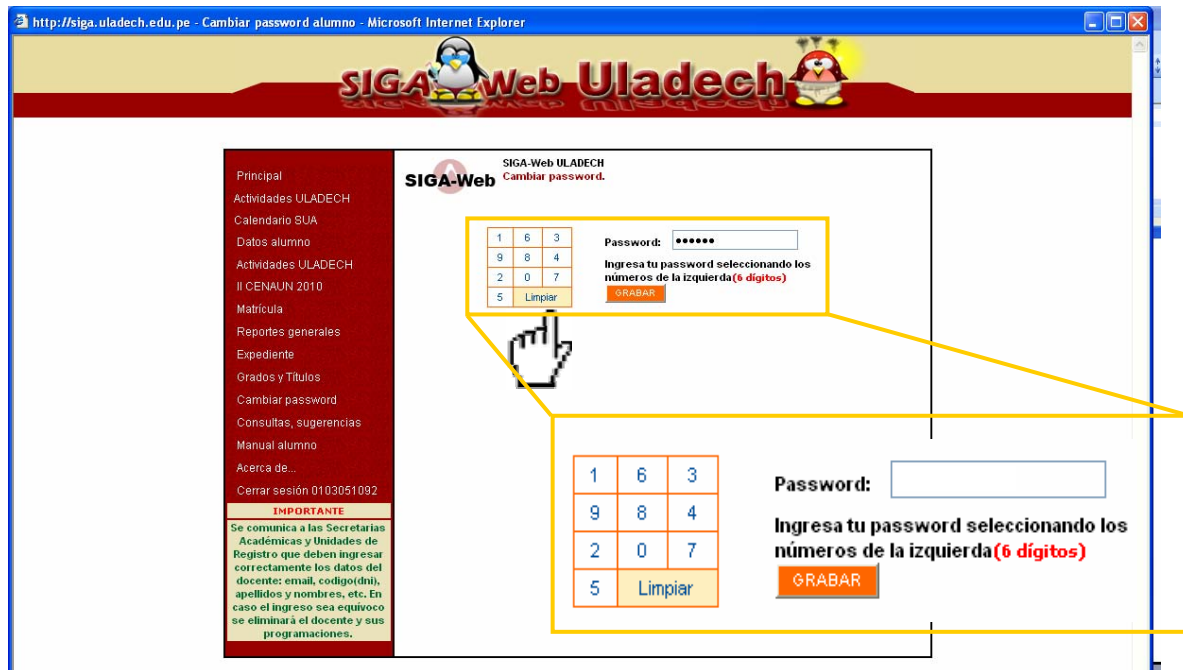 http://siga.uladech.edu.pe - Cambiar password alumno - Microsoft Internet Explorer
SIGA Web Uladech
Principal
Actividades ULADECH
Calendario SUA
Datos alumno
Actividades ULADECH
II CENAUN 2010
Matrícula
Reportes generales
Expediente
Grados y Títulos
Cambiar password
Consultas, sugerencias
Manual alumno
Acerca de...
Cerrar sesión 0103051092
IMPORTANTE
Se comunica a las Secretarias
Académicas y Unidades de
Registro que deben ingresar
correctamente los datos del
docente: email, codigo(dni),
apellidos y nombres, etc. En
caso el ingreso sea equívoco
se eliminará el docente y sus
programaciones.
SIGA-Web
SIGA-Web ULADECH
Cambiar password.
1 6 3
9 8 4
2 0 7
5 Limpiar
Password: ••••••
Ingresa tu password seleccionando los
números de la izquierda(6 dígitos)
GRABAR
1 6 3
9 8 4
2 0 7
5 Limpiar
Password:
Ingresa tu password seleccionando los
números de la izquierda(6 dígitos)
GRABAR